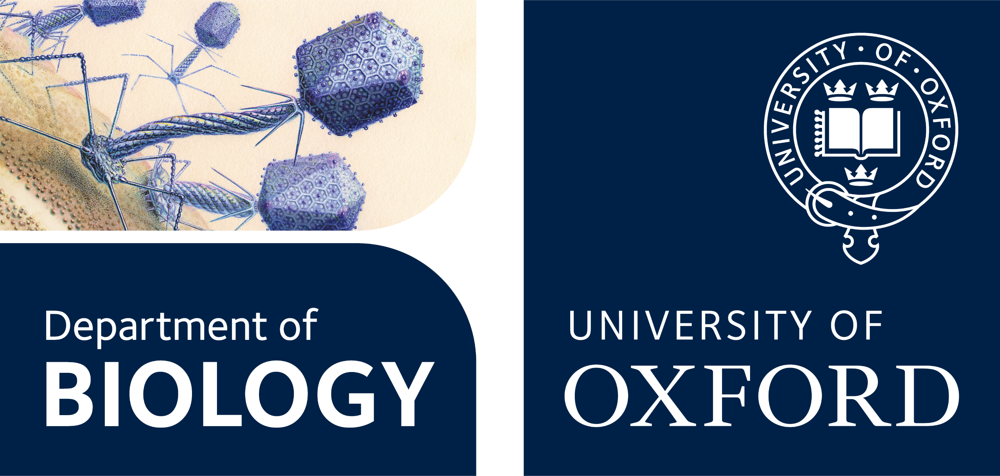 Department of
BIOLOGY
UNIVERSITY · OF · OXFORD
UNIVERSITY OF
OXFORD